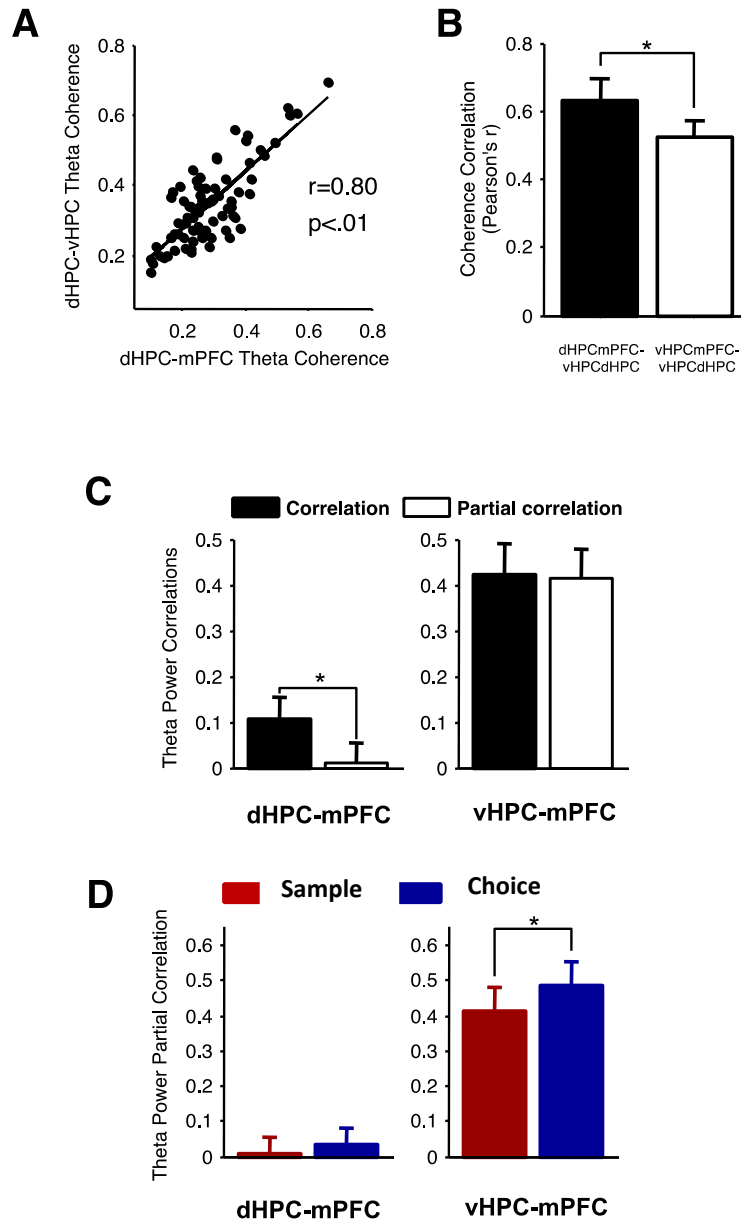 A
0.8
0.6
0.4
0.2
dHPC-vHPC Theta Coherence
r=0.80
p<.01
0.2 0.4 0.6 0.8
dHPC-mPFC Theta Coherence
B
0.8
0.6
0.4
0.2
0
Coherence Correlation
(Pearson's r)
*
dHPCmPFC-
vHPCdHPC
vHPCmPFC-
vHPCdHPC
C
Correlation
Partial correlation
Theta Power Correlations
0.5
0.4
0.3
0.2
0.1
0
*
dHPC-mPFC
0.5
0.4
0.3
0.2
0.1
0
vHPC-mPFC
D
Sample
Choice
Theta Power Partial Correlation
0.6
0.5
0.4
0.3
0.2
0.1
0
dHPC-mPFC
0.6
0.5
0.4
0.3
0.2
0.1
0
*
vHPC-mPFC